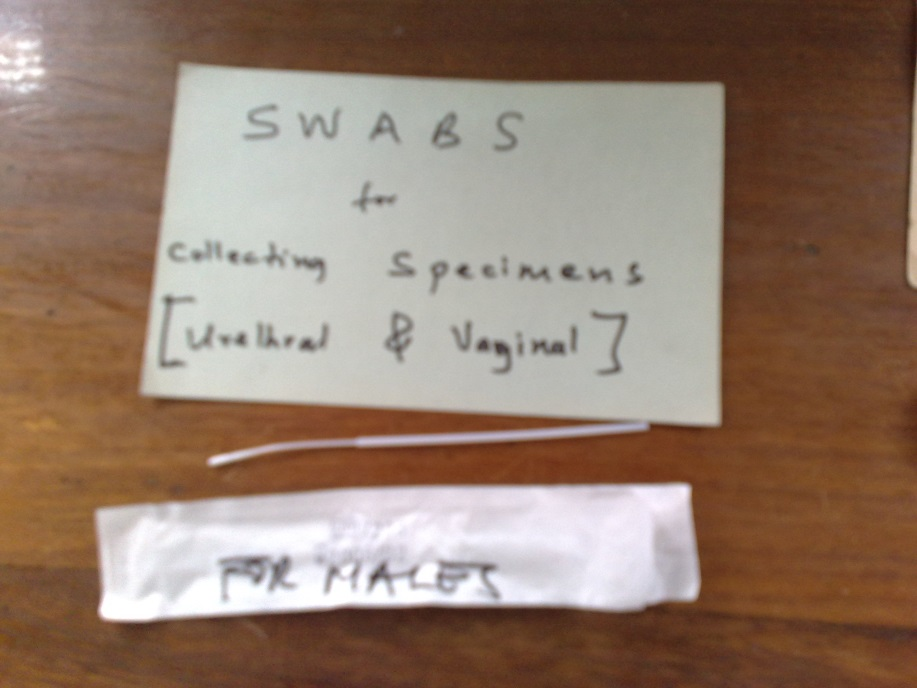 SWABS
for
collecting Specimens
[Urethral & Vaginal]
FOR MALES